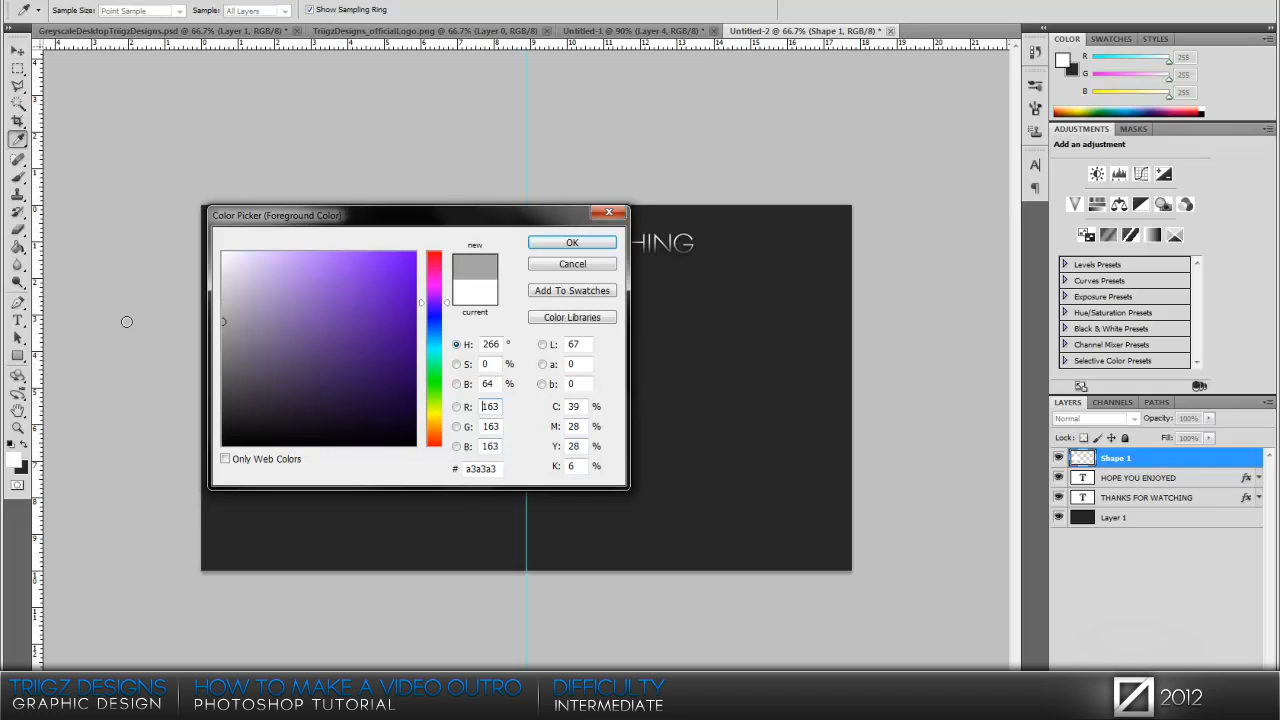 Sample Size: Point Sample Sample: All Layers Show Sampling Ring
GreyscaleDesktopTriigzDesigns.psd @ 66.7% (Layer 1, RGB/8) * TriigzDesigns_officialLogo.png @ 66.7% (Layer 0, RGB/8) Untitled-1 @ 90% (Layer 4, RGB/8) * Untitled-2 @ 66.7% (Shape 1, RGB/8) *
COLOR SWATCHES STYLES
R 255
G 255
B 255
ADJUSTMENTS MASKS
Add an adjustment
Levels Presets
Curves Presets
Exposure Presets
Hue/Saturation Presets
Black & White Presets
Channel Mixer Presets
Selective Color Presets
LAYERS CHANNELS PATHS
Normal Opacity: 100%
Lock: Fill: 100%
Shape 1
T HOPE YOU ENJOYED fx
T THANKS FOR WATCHING fx
Layer 1
HING
Color Picker (Foreground Color)
new
current
OK
Cancel
Add To Swatches
Color Libraries
H: 266 ° L: 67
S: 0 % a: 0
B: 64 % b: 0
R: 163 C: 39 %
G: 163 M: 28 %
B: 163 Y: 28 %
# a3a3a3 K: 6 %
Only Web Colors
TRIIGZ DESIGNS HOW TO MAKE A VIDEO OUTRO DIFFICULTY
GRAPHIC DESIGN PHOTOSHOP TUTORIAL INTERMEDIATE
2012